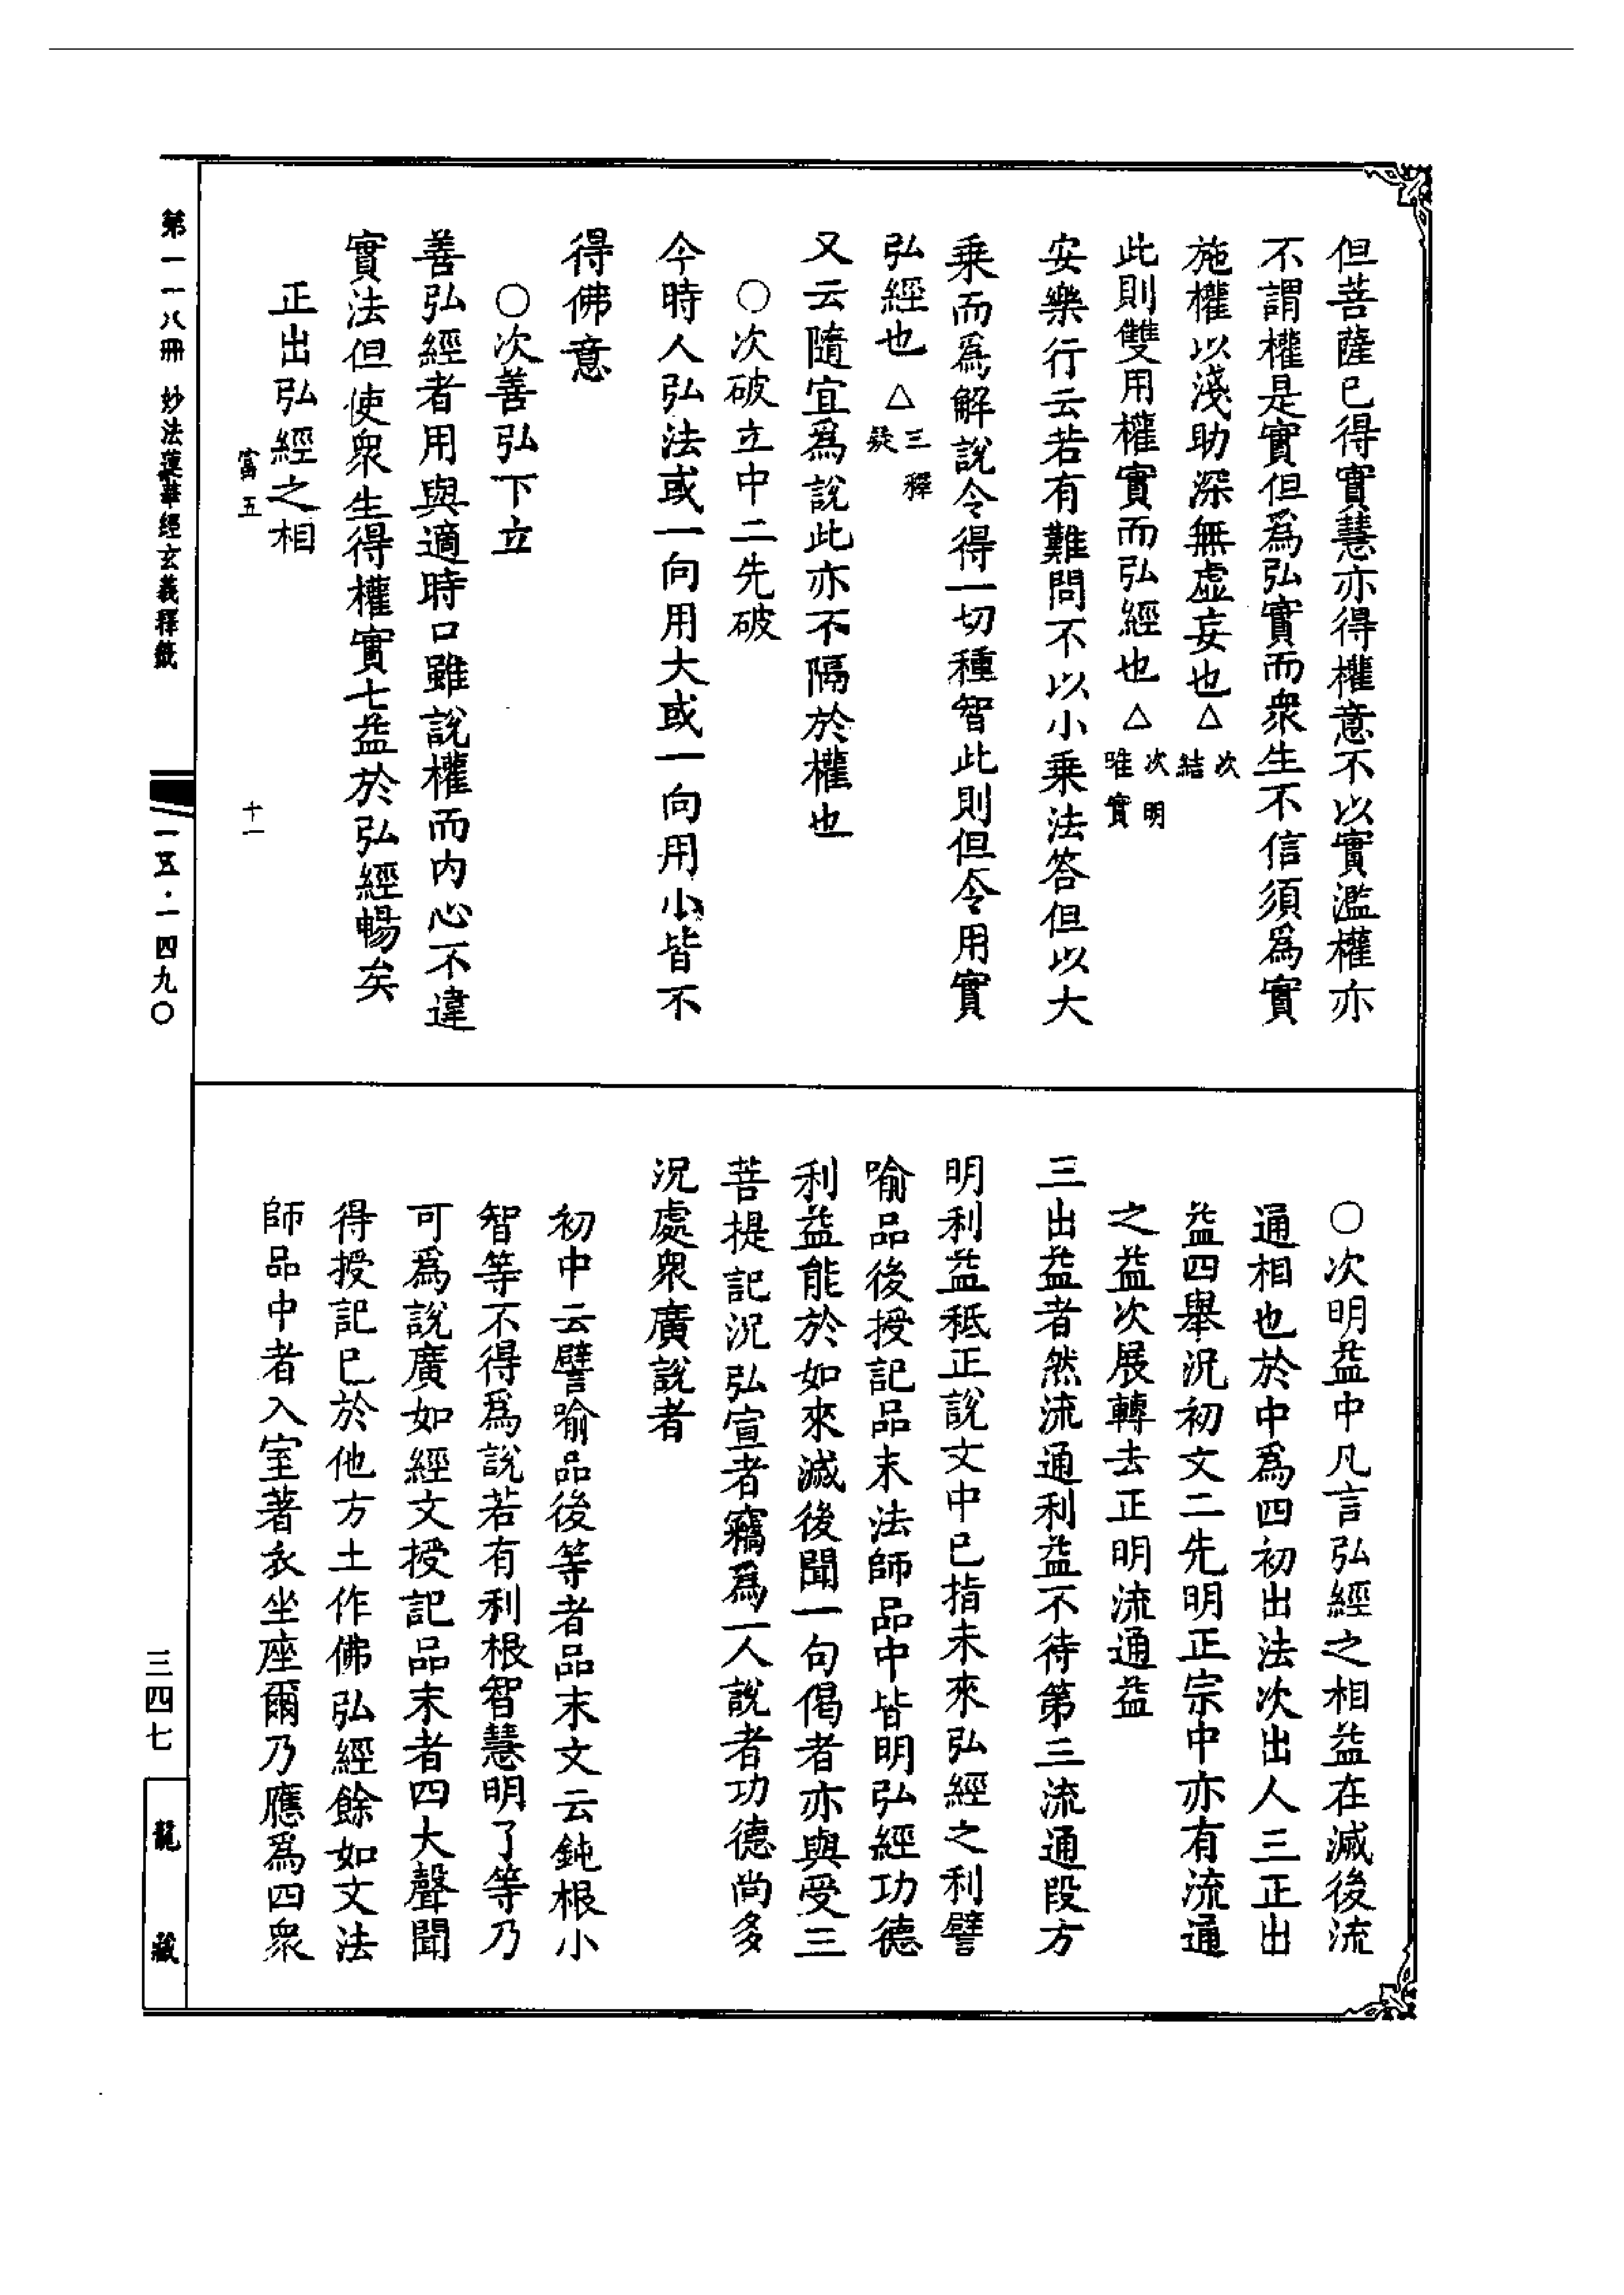 但菩薩已得實慧亦得權意不以實濫權亦
不謂權是實但爲弘實而衆生不信須爲實
施權以淺助深無虛妄也△次結
此則雙用權實而弘經也△次明唯實
安樂行云若有難問不以小乘法答但以大
乘而爲解說令得一切種智此則但令用實
弘經也△三釋疑
又云隨宜爲說此亦不隔於權也
○次破立中二先破
今時人弘法或一向用大或一向用小皆不
得佛意
○次善弘下立
善弘經者用與適時口雖說權而內心不違
實法但使衆生得權實七益於弘經暢矣
正出弘經之相
富五
十一
○次明益中凡言弘經之相益在滅後流
通相也於中爲四初出法次出人三正出
益四舉況初文二先明正宗中亦有流通
之益次展轉去正明流通益
三出益者然流通利益不待第三流通段方
明利益秖正說文中已指未來弘經之利譬
喻品後授記品末法師品中皆明弘經功德
利益能於如來滅後聞一句偈者亦與受三
菩提記況弘宣者竊爲一人說者功德尚多
況處衆廣說者
初中云譬喻品後等者品末文云鈍根小
智等不得爲說若有利根智慧明了等乃
可爲說廣如經文授記品末者四大聲聞
得授記已於他方土作佛弘經餘如文法
師品中者入室著衣坐座爾乃應爲四衆
第一一八冊 妙法蓮華經玄義釋籤
一五·一四九〇
三四七
龍藏